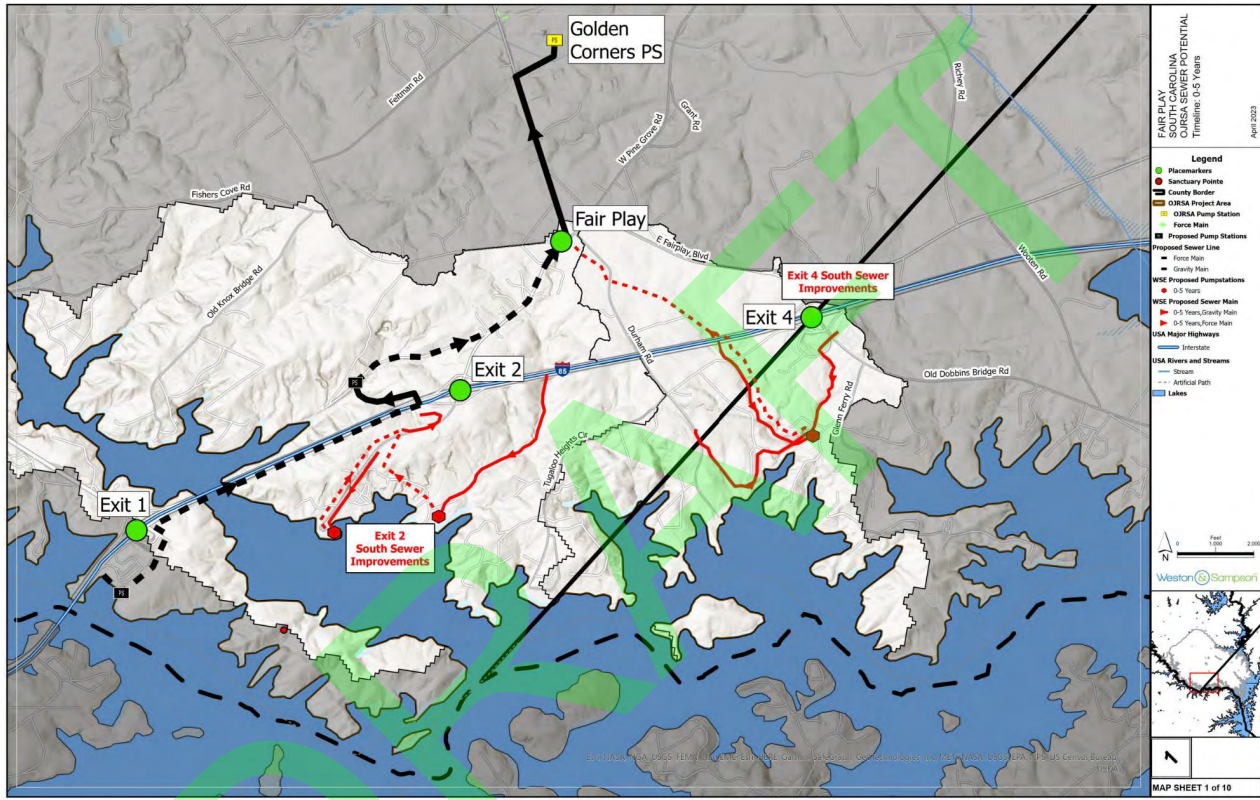 Golden
Corners PS
PS
Feltman Rd
Grant Rd
Richey Rd
W Pine Grove Rd
Fishers Cove Rd
Fair Play
E Fairplay Blvd
Wooten Rd
Old Knox Bridge Rd
Exit 4 South Sewer
Improvements
Exit 4
Durham Rd
PS
Exit 2
85
Old Dobbins Bridge Rd
Glenn Ferry Rd
Tugaloo Heights Cir
Exit 1
Exit 2
South Sewer
Improvements
PS
DRAFT
FAIR PLAY
SOUTH CAROLINA
OJRSA SEWER POTENTIAL
Timeline: 0-5 Years
April 2023
Legend
Placemarkers
Sanctuary Pointe
County Border
OJRSA Project Area
OJRSA Pump Station
Force Main
Proposed Pump Stations
Proposed Sewer Line
Force Main
Gravity Main
WSE Proposed Pumpstations
0-5 Years
WSE Proposed Sewer Main
0-5 Years,Gravity Main
0-5 Years,Force Main
USA Major Highways
Interstate
USA Rivers and Streams
Stream
Artificial Path
Lakes
N
Feet
0 1,000 2,000
Weston & Sampson
1
MAP SHEET 1 of 10